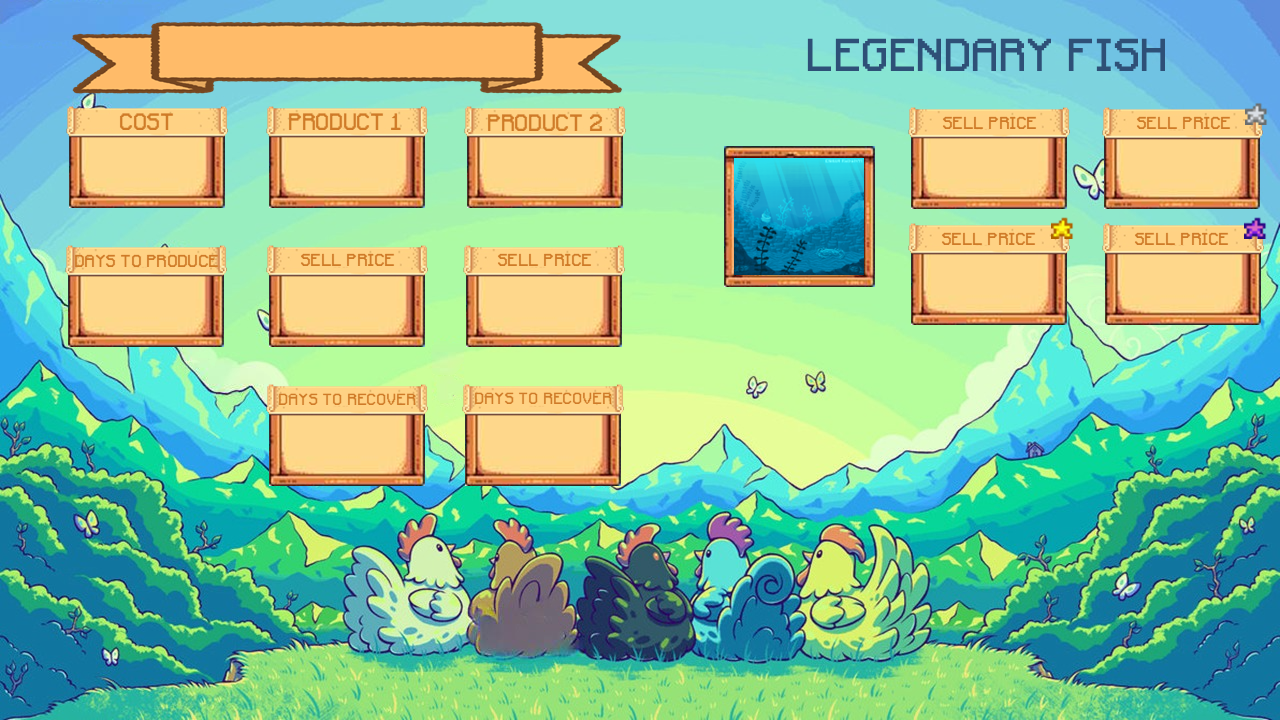 LEGENDARY FISH
COST
PRODUCT 1
PRODUCT 2
SELL PRICE
SELL PRICE
DAYS TO PRODUCE
SELL PRICE
SELL PRICE
SELL PRICE
SELL PRICE
DAYS TO RECOVER
DAYS TO RECOVER